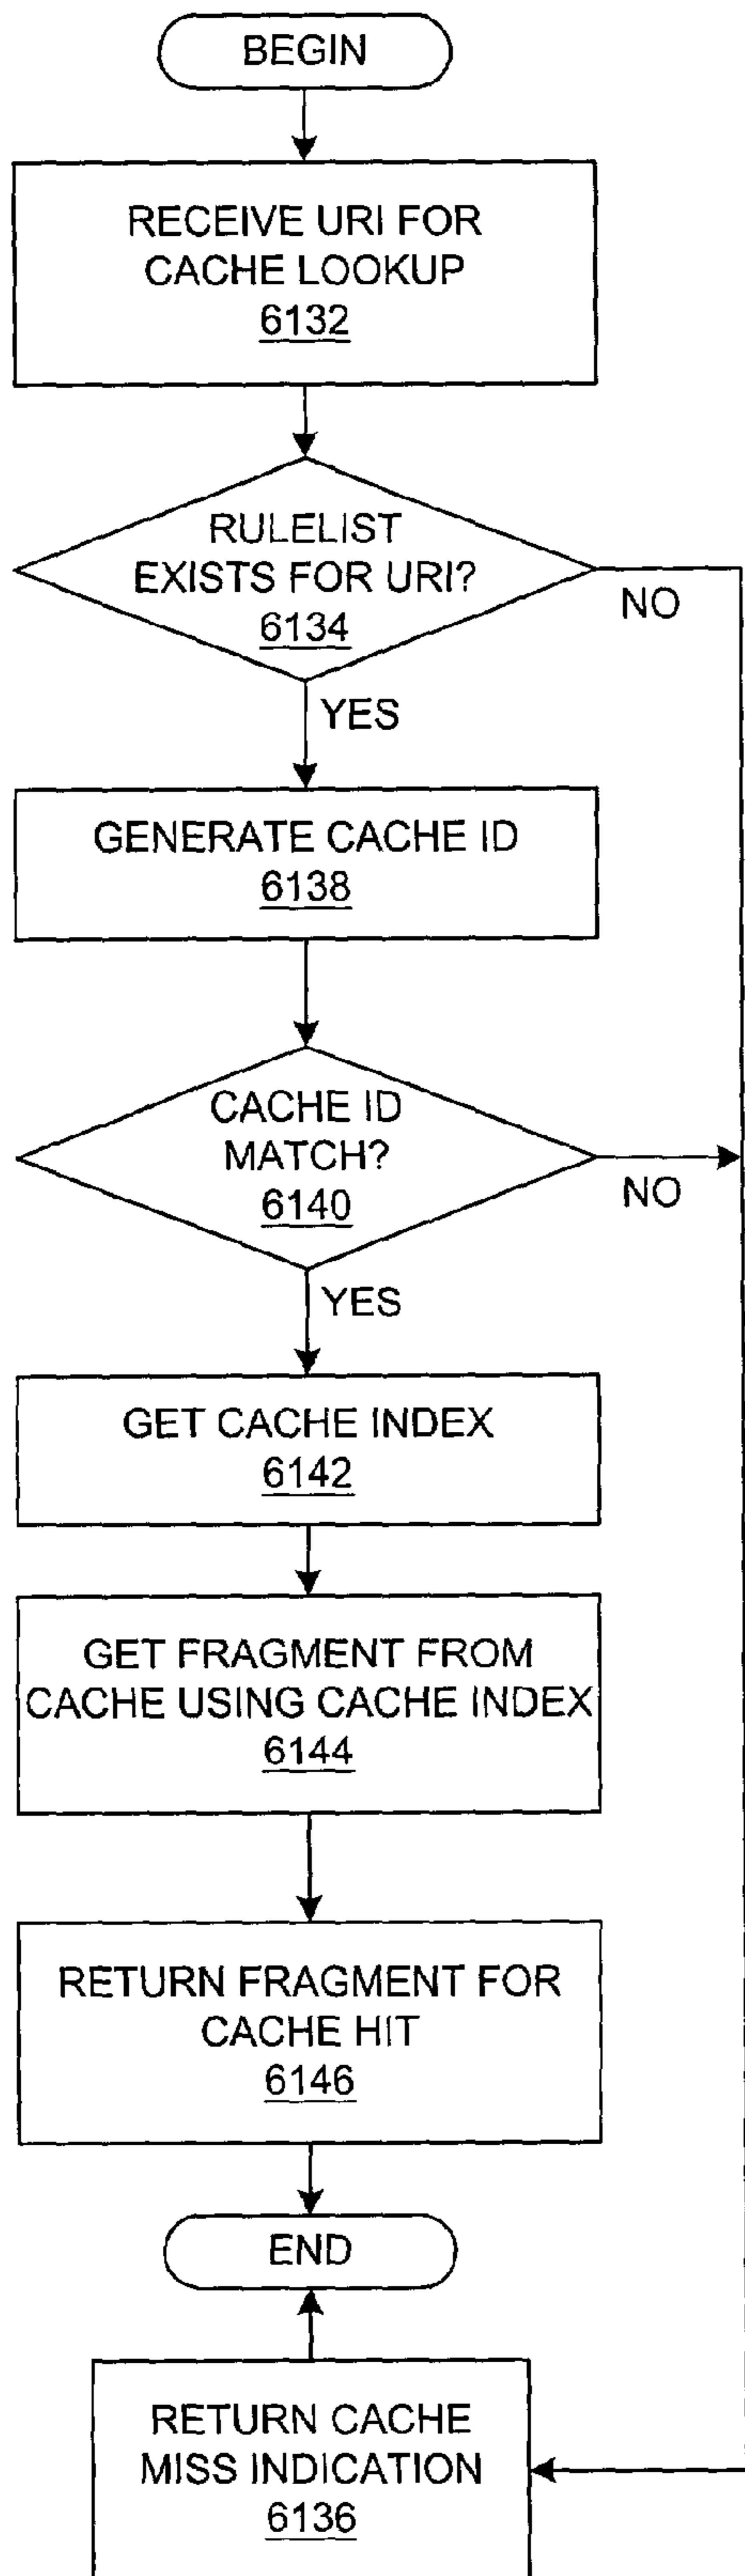 BEGIN
RECEIVE URI FOR
CACHE LOOKUP
6132
RULELIST
EXISTS FOR URI?
6134
NO
YES
GENERATE CACHE ID
6138
CACHE ID
MATCH?
6140
NO
YES
GET CACHE INDEX
6142
GET FRAGMENT FROM
CACHE USING CACHE INDEX
6144
RETURN FRAGMENT FOR
CACHE HIT
6146
END
RETURN CACHE
MISS INDICATION
6136